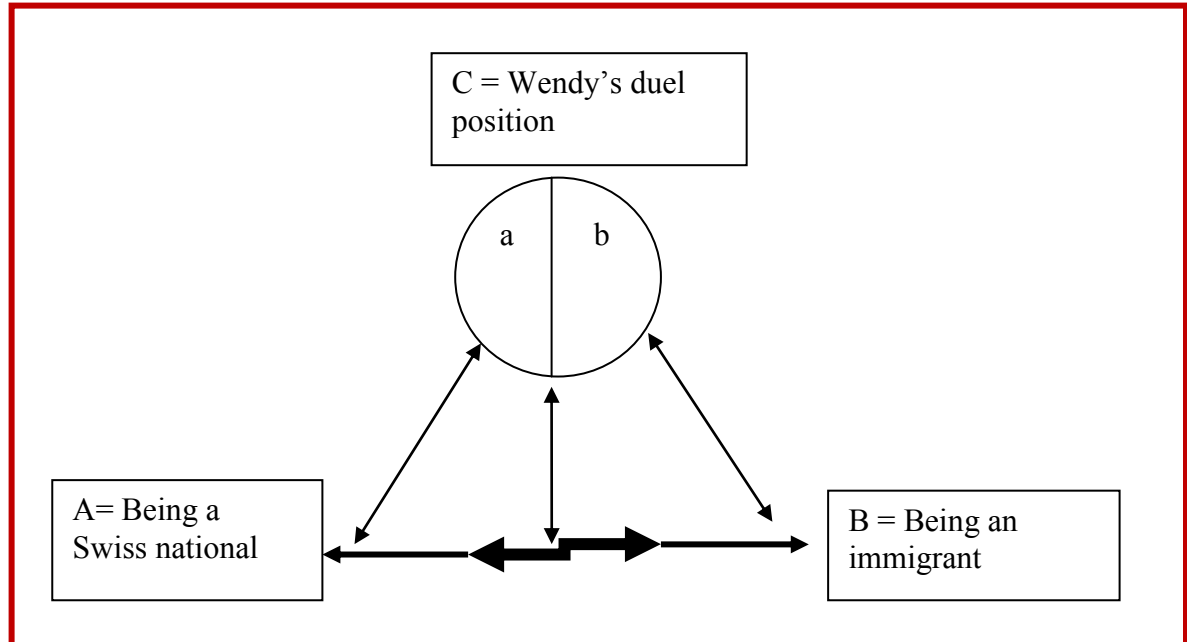 C = Wendy’s duel
position
a
b
A= Being a
Swiss national
B = Being an
immigrant